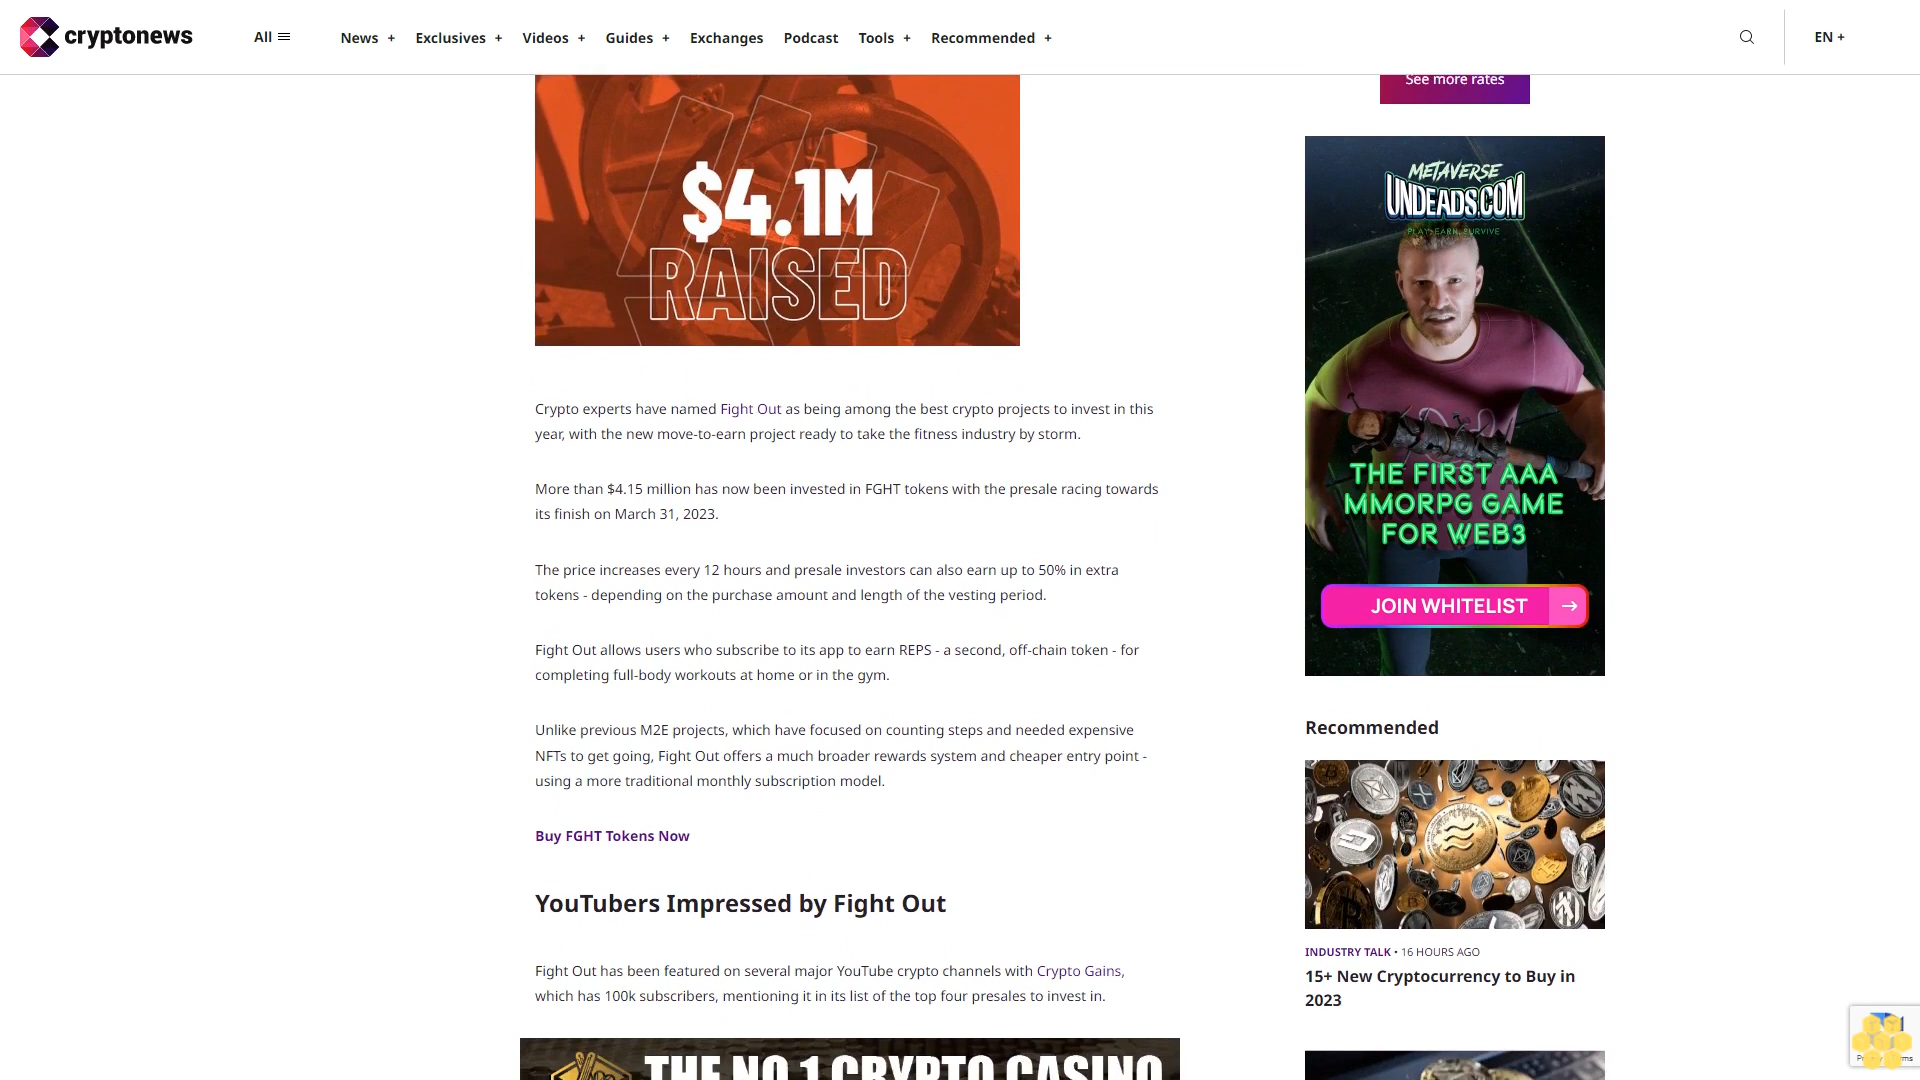 cryptonews
All
News +
Exclusives +
Videos +
Guides +
Exchanges
Podcast
Tools +
Recommended +
EN +
$4.1M
RAISED
Crypto experts have named Fight Out as being among the best crypto projects to invest in this
year, with the new move-to-earn project ready to take the fitness industry by storm.
More than $4.15 million has now been invested in FGHT tokens with the presale racing towards
its finish on March 31, 2023.
The price increases every 12 hours and presale investors can also earn up to 50% in extra
tokens - depending on the purchase amount and length of the vesting period.
Fight Out allows users who subscribe to its app to earn REPS - a second, off-chain token - for
completing full-body workouts at home or in the gym.
Unlike previous M2E projects, which have focused on counting steps and needed expensive
NFTs to get going, Fight Out offers a much broader rewards system and cheaper entry point -
using a more traditional monthly subscription model.
Buy FGHT Tokens Now
YouTubers Impressed by Fight Out
Fight Out has been featured on several major YouTube crypto channels with Crypto Gains,
which has 100k subscribers, mentioning it in its list of the top four presales to invest in.
THE NO.1 CRYPTO CASINO
See more rates
METAVERSE
UNDEADS.COM
PLAY, EARN, SURVIVE
THE FIRST AAA
MMORPG GAME
FOR WEB3
JOIN WHITELIST
Recommended
INDUSTRY TALK • 16 HOURS AGO
15+ New Cryptocurrency to Buy in
2023